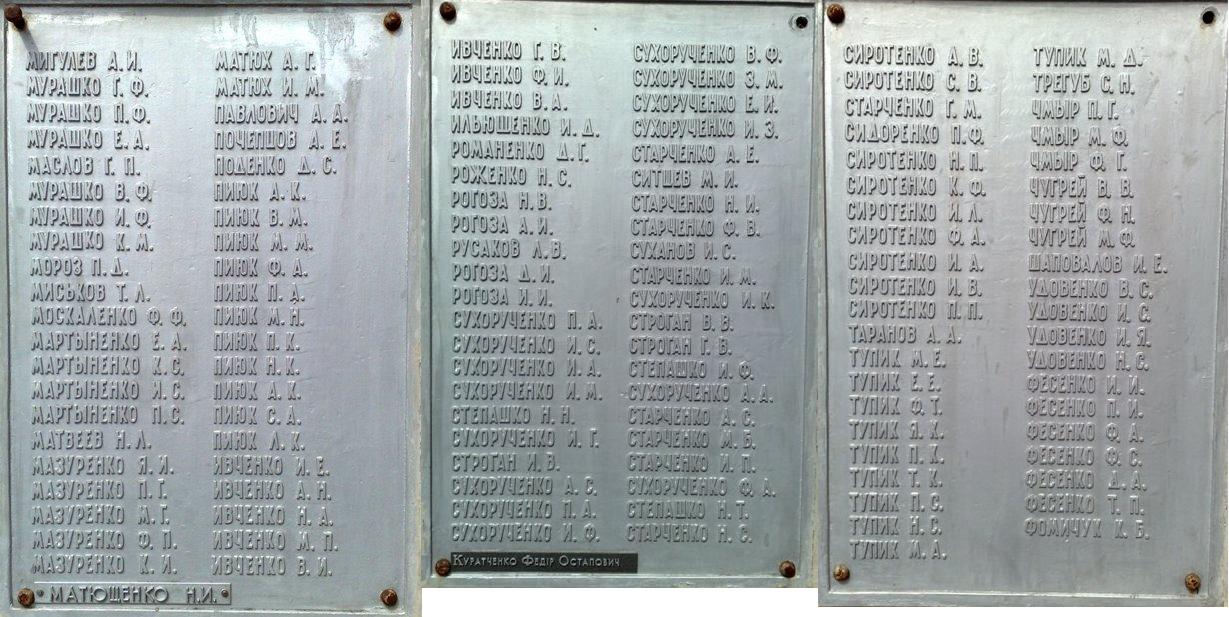 МИГУЛЕВ А.И.
МУРАШКО Г.Ф.
МУРАШКО П.Ф.
МУРАШКО Е.А.
МАСЛОВ Г.П.
МУРАШКО В.Ф.
МУРАШКО И.Ф.
МУРАШКО К.М.
МОРОЗ П.Д.
МИСЬКОВ Т.Л.
МОСКАЛЕНКО Ф.Ф.
МАРТЫНЕНКО Е.А.
МАРТЫНЕНКО К.С.
МАРТЫНЕНКО И.С.
МАРТЫНЕНКО П.С.
МАТВЕЕВ Н.Л.
МАЗУРЕНКО Я.И.
МАЗУРЕНКО П.Г.
МАЗУРЕНКО М.Г.
МАЗУРЕНКО Ф.П.
МАЗУРЕНКО К.И.
МАТЮЩЕНКО Н.И.
МАТЮХ А.Г.
МАТЮХ И.М.
ПАВЛОВИЧ А.А.
ПОЧЕПЦОВ А.Е.
ПОДЕНКО Д.С.
ПИЮК А.К.
ПИЮК В.М.
ПИЮК М.М.
ПИЮК Ф.А.
ПИЮК П.А.
ПИЮК М.Н.
ПИЮК П.К.
ПИЮК Н.К.
ПИЮК А.К.
ПИЮК С.А.
ПИЮК Л.К.
ИВЧЕНКО И.Е.
ИВЧЕНКО А.Н.
ИВЧЕНКО Н.А.
ИВЧЕНКО М.П.
ИВЧЕНКО В.И.
ИВЧЕНКО Г.В.
ИВЧЕНКО Ф.И.
ИВЧЕНКО В.А.
ИЛЬЮШЕНКО И.Д.
РОМАНЕНКО Д.Г.
РОЖЕНКО Н.С.
РОГОЗА Н.В.
РОГОЗА А.И.
РУСАКОВ Л.В.
РОГОЗА Д.И.
РОГОЗА И.И.
СУХОРУЧЕНКО П.А.
СУХОРУЧЕНКО И.С.
СУХОРУЧЕНКО И.А.
СУХОРУЧЕНКО И.М.
СТЕПАШКО Н.Н.
СУХОРУЧЕНКО И.Г.
СТРОГАН И.В.
СУХОРУЧЕНКО А.С.
СУХОРУЧЕНКО П.А.
СУХОРУЧЕНКО И.Ф.
КУРАТЧЕНКО ФЕДІР ОСТАПОВИЧ
СУХОРУЧЕНКО В.Ф.
СУХОРУЧЕНКО З.М.
СУХОРУЧЕНКО Е.И.
СУХОРУЧЕНКО И.З.
СТАРЧЕНКО А.Е.
СИТШЕВ М.И.
СТАРЧЕНКО Н.И.
СТАРЧЕНКО Ф.В.
СУХАНОВ И.С.
СТАРЧЕНКО И.М.
СУХОРУЧЕНКО И.К.
СТРОГАН В.В.
СТРОГАН Г.В.
СТЕПАШКО И.Ф.
СУХОРУЧЕНКО А.А.
СТАРЧЕНКО А.С.
СТАРЧЕНКО М.Б.
СТАРЧЕНКО И.П.
СУХОРУЧЕНКО Ф.А.
СТЕПАШКО Н.Т.
СТАРЧЕНКО Н.С.
СИРОТЕНКО А.В.
СИРОТЕНКО С.В.
СТАРЧЕНКО Г.М.
СИДОРЕНКО П.Ф.
СИРОТЕНКО Н.П.
СИРОТЕНКО К.Ф.
СИРОТЕНКО И.Л.
СИРОТЕНКО Ф.А.
СИРОТЕНКО И.А.
СИРОТЕНКО И.В.
СИРОТЕНКО П.П.
ТАРАНОВ А.А.
ТУПИК М.Е.
ТУПИК Е.Е.
ТУПИК Ф.Т.
ТУПИК Я.Х.
ТУПИК П.К.
ТУПИК Т.К.
ТУПИК П.С.
ТУПИК Н.С.
ТУПИК М.А.
ТУПИК М.Д.
ТРЕГУБ С.Н.
ЧМЫР П.Г.
ЧМЫР М.Ф.
ЧМЫР Ф.Г.
ЧУГРЕЙ В.В.
ЧУГРЕЙ Ф.Н.
ЧУГРЕЙ М.Ф.
ШАПОВАЛОВ И.Е.
УДОВЕНКО В.С.
УДОВЕНКО И.С.
УДОВЕНКО И.Я.
УДОВЕНКО Н.С.
ФЕСЕНКО И.И.
ФЕСЕНКО П.И.
ФЕСЕНКО Ф.А.
ФЕСЕНКО Ф.С.
ФЕСЕНКО Д.А.
ФЕСЕНКО Т.П.
ФОМИЧУК К.Б.